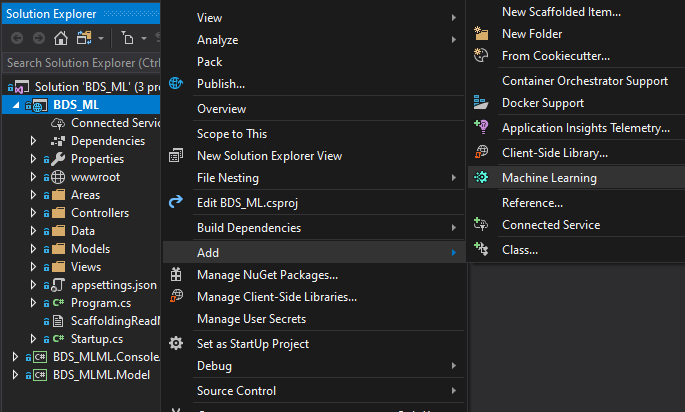 Solution Explorer
Search Solution Explorer (Ctrl
Solution 'BDS_ML' (3 pro
BDS_ML
Connected Servic
Dependencies
Properties
wwwroot
Areas
Controllers
Data
Models
Views
appsettings.json
C# Program.cs
ScaffoldingReadM
C# Startup.cs
C# BDS_MLML.Console
C# BDS_MLML.Model
View
Analyze
Pack
Publish...
Overview
Scope to This
New Solution Explorer View
File Nesting
Edit BDS_ML.csproj
Build Dependencies
Add
Manage NuGet Packages...
Manage Client-Side Libraries...
Manage User Secrets
Set as StartUp Project
Debug
Source Control
New Scaffolded Item...
New Folder
From Cookiecutter...
Container Orchestrator Support
Docker Support
Application Insights Telemetry...
Client-Side Library...
Machine Learning
Reference...
Connected Service
Class...